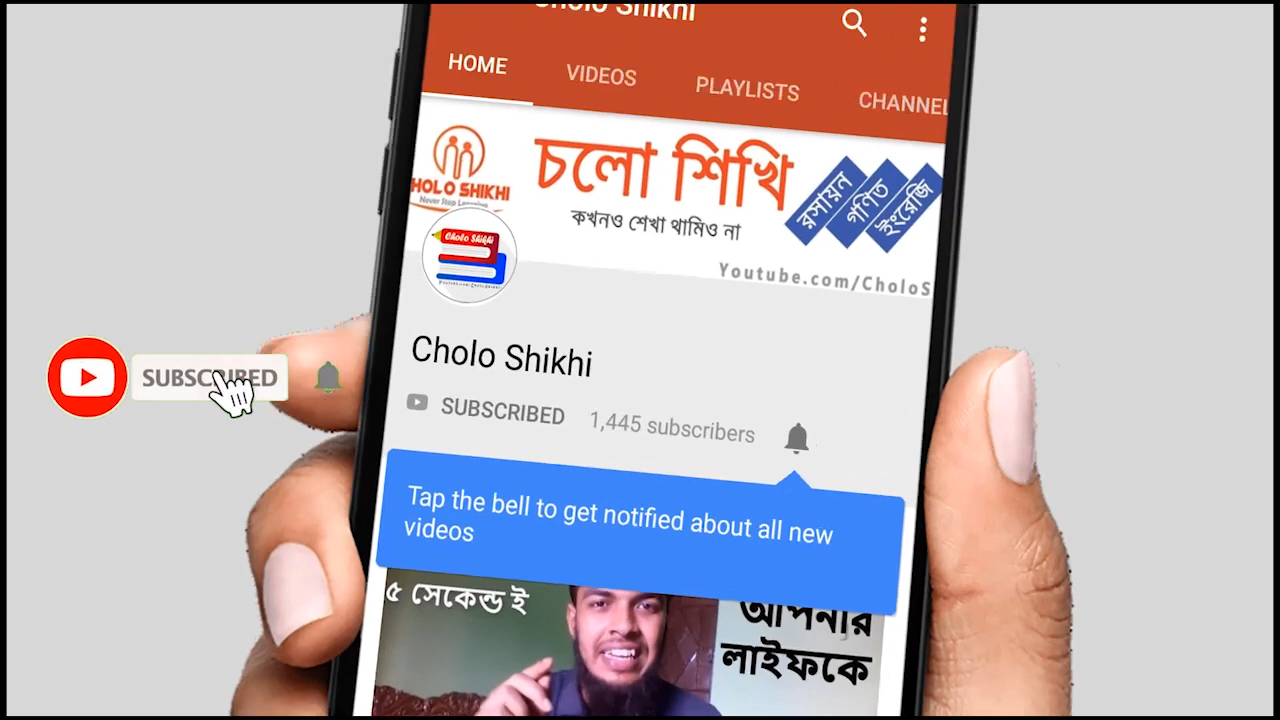 Cholo Shikhi
HOME
VIDEOS
PLAYLISTS
CHANNEL
CHOLO SHIKHI
Never Stop Learning
চলো শিখি
কখনও শেখা থামিও না
রসায়ন
গণিত
ইংরেজি
Cholo Shikhi
Youtube.com/CholoS
Cholo Shikhi
SUBSCRIBED
SUBSCRIBED 1,445 subscribers
Tap the bell to get notified about all new
videos
৫ সেকেন্ড ই
আপনার
লাইফকে